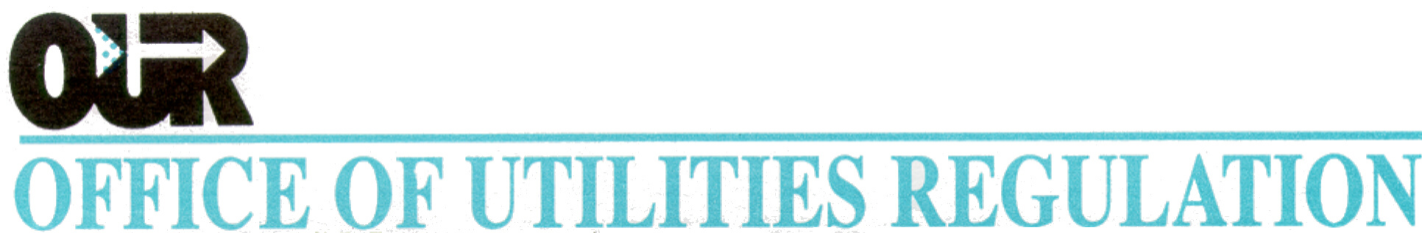 OUR
OFFICE OF UTILITIES REGULATION